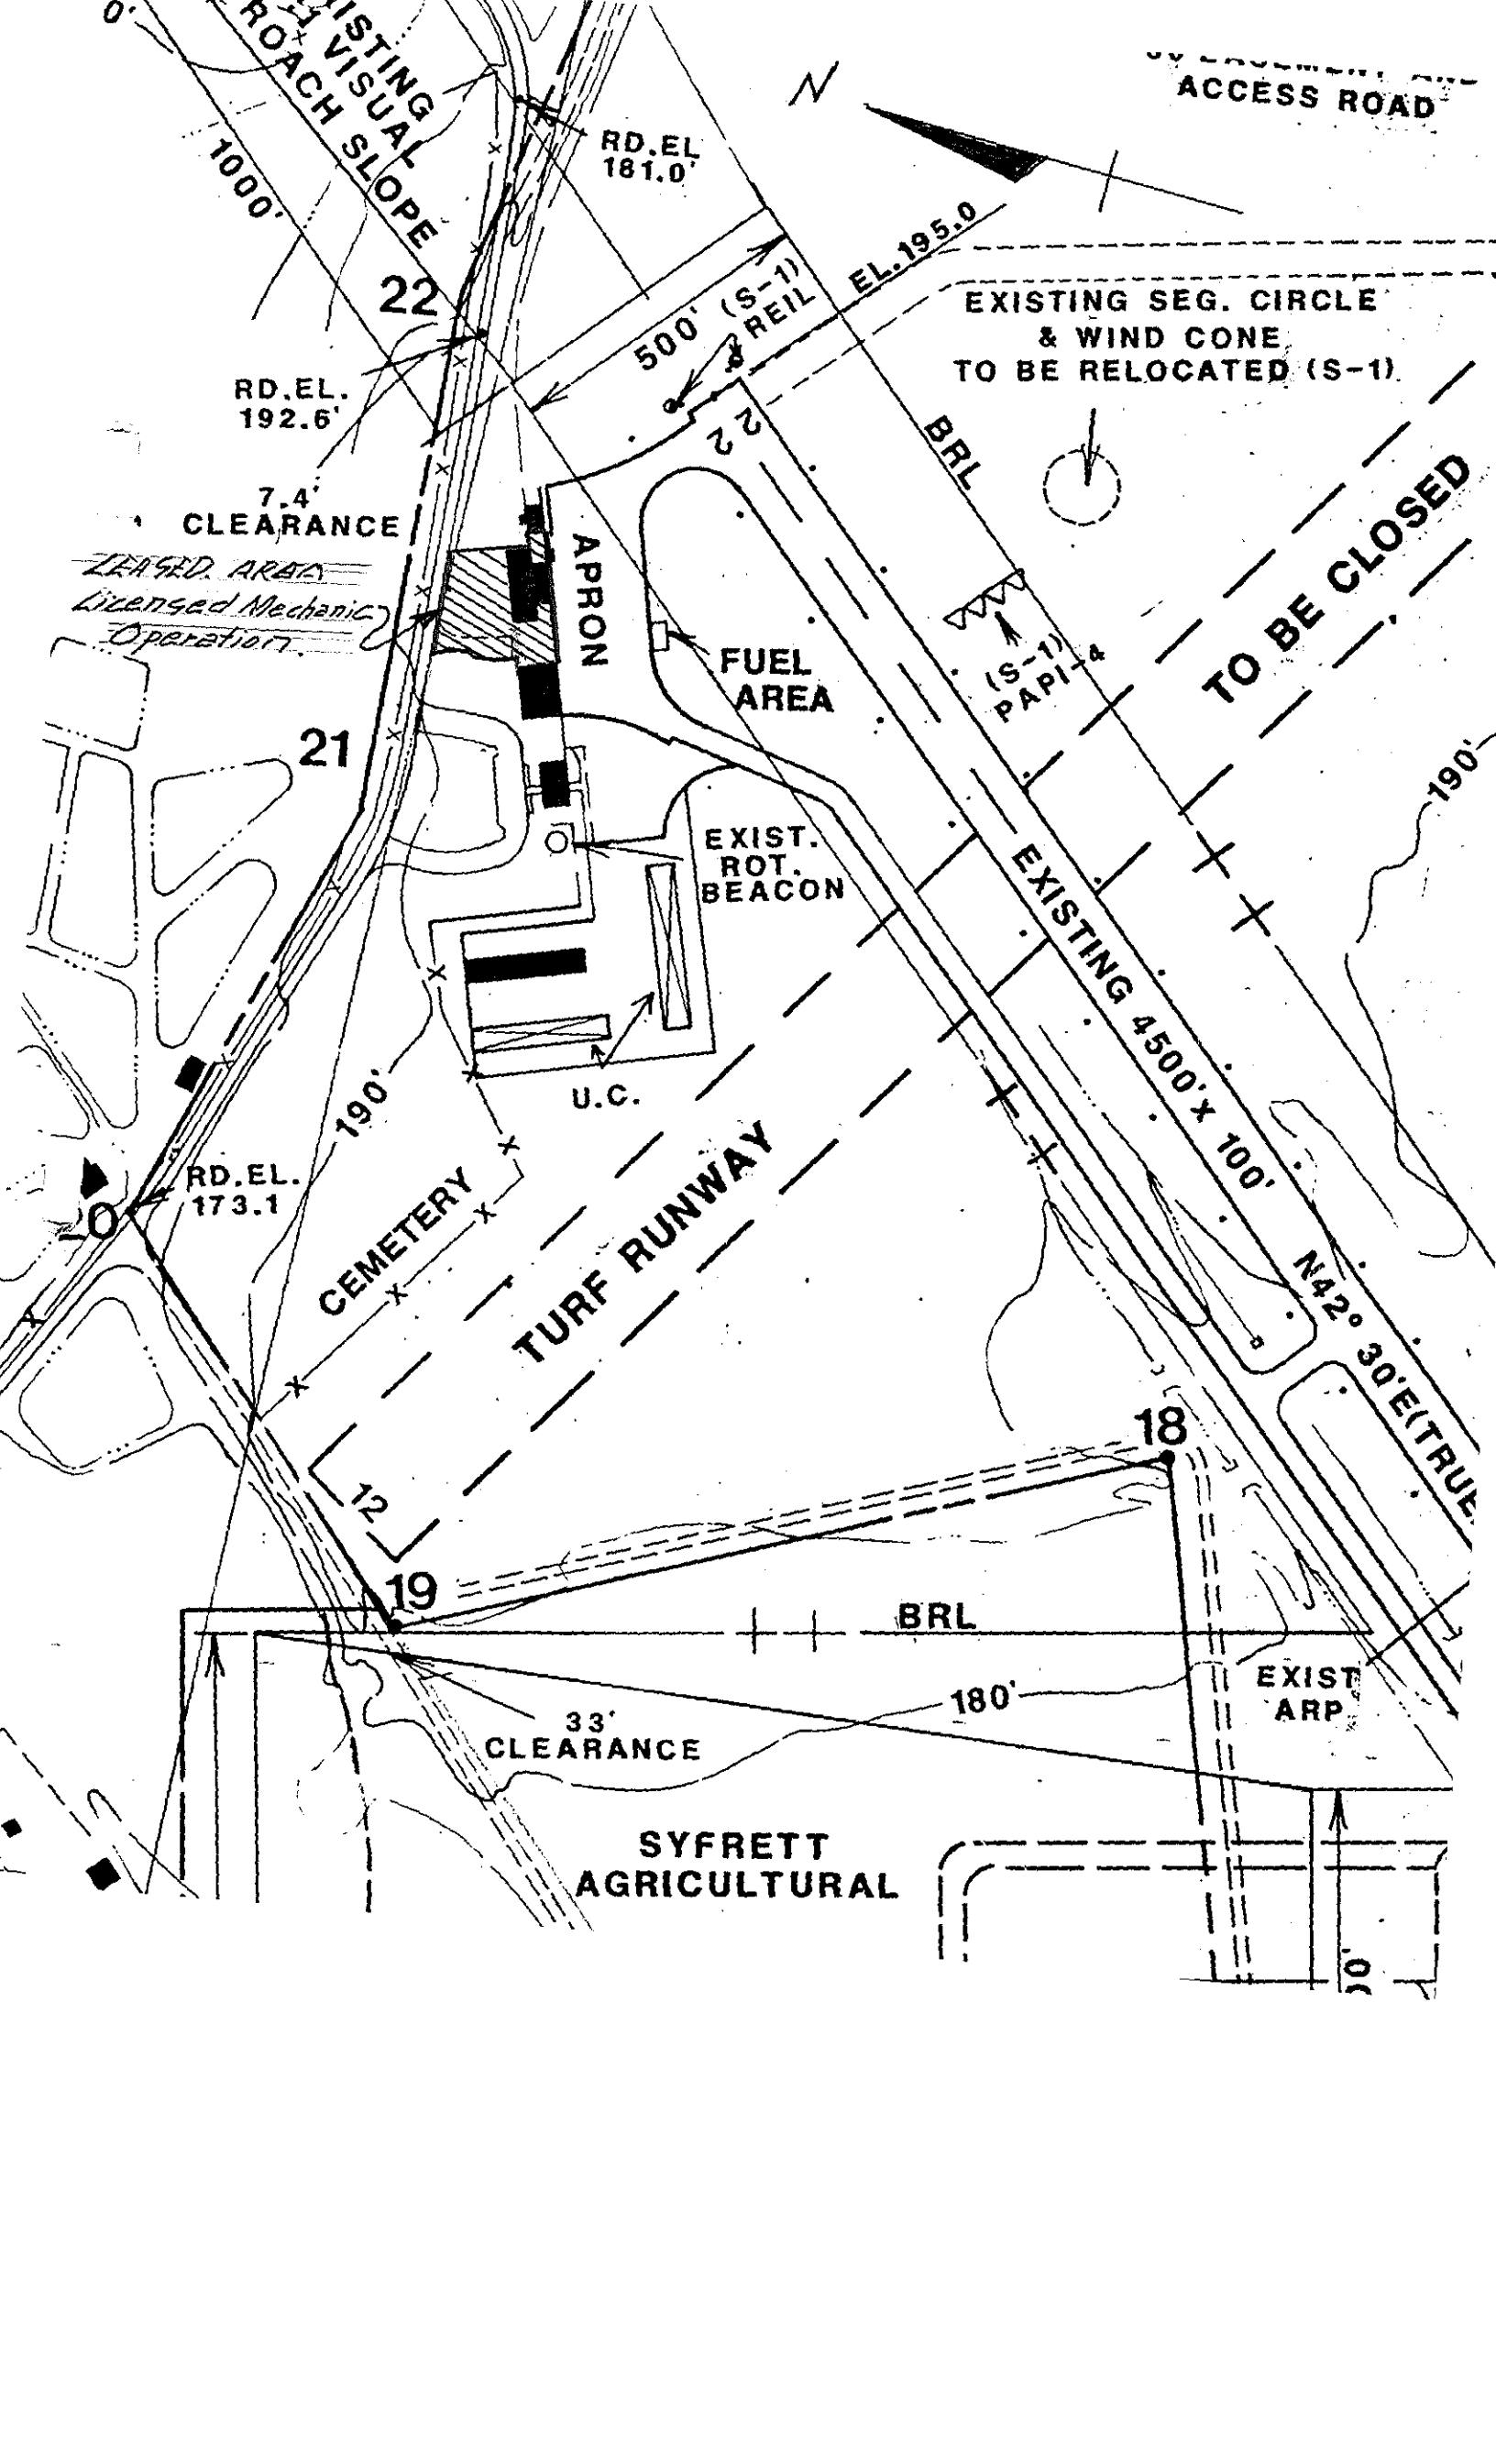 0'
ISTING
VISUAL
ROACH SLOPE
1000'
RD.EL
181.0'
N
ACCESS ROAD
22
500' (S-1)
REIL
EL.195.0
EXISTING SEG. CIRCLE
& WIND CONE
TO BE RELOCATED (S-1)
RD.EL.
192.6'
22
BRL
7.4'
CLEARANCE
LEASED AREA
Licensed Mechanic
Operation
APRON
FUEL
AREA
(S-1)
PAPI-4
TO BE CLOSED
21
190'
EXIST.
ROT.
BEACON
EXISTING 4500' x 100'
N42° 30'E(TRUE
190'
U.C.
RD.EL.
173.1
0
CEMETERY
TURF RUNWAY
12
18
19
BRL
EXIST
ARP
180'
33'
CLEARANCE
SYFRETT
AGRICULTURAL
0'